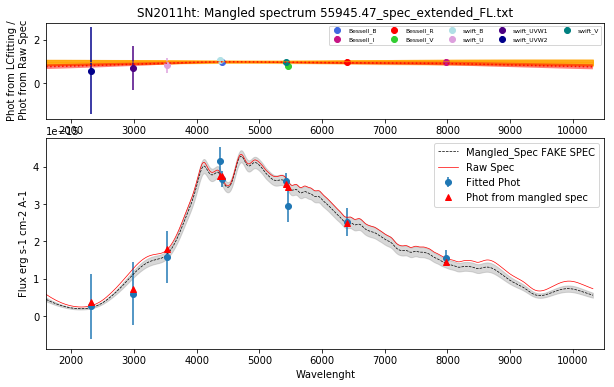 SN2011ht: Mangled spectrum 55945.47_spec_extended_FL.txt
Phot from LCfitting /
Phot from Raw Spec
2
0
Bessell_B
Bessell_I
Bessell_R
Bessell_V
swift_B
swift_U
swift_UVW1
swift_UVW2
swift_V
2000 3000 4000 5000 6000 7000 8000 9000 10000
1e−15
Flux erg s-1 cm-2 A-1
4
3
2
1
0
Mangled_Spec FAKE SPEC
Raw Spec
Fitted Phot
Phot from mangled spec
2000 3000 4000 5000 6000 7000 8000 9000 10000
Wavelenght